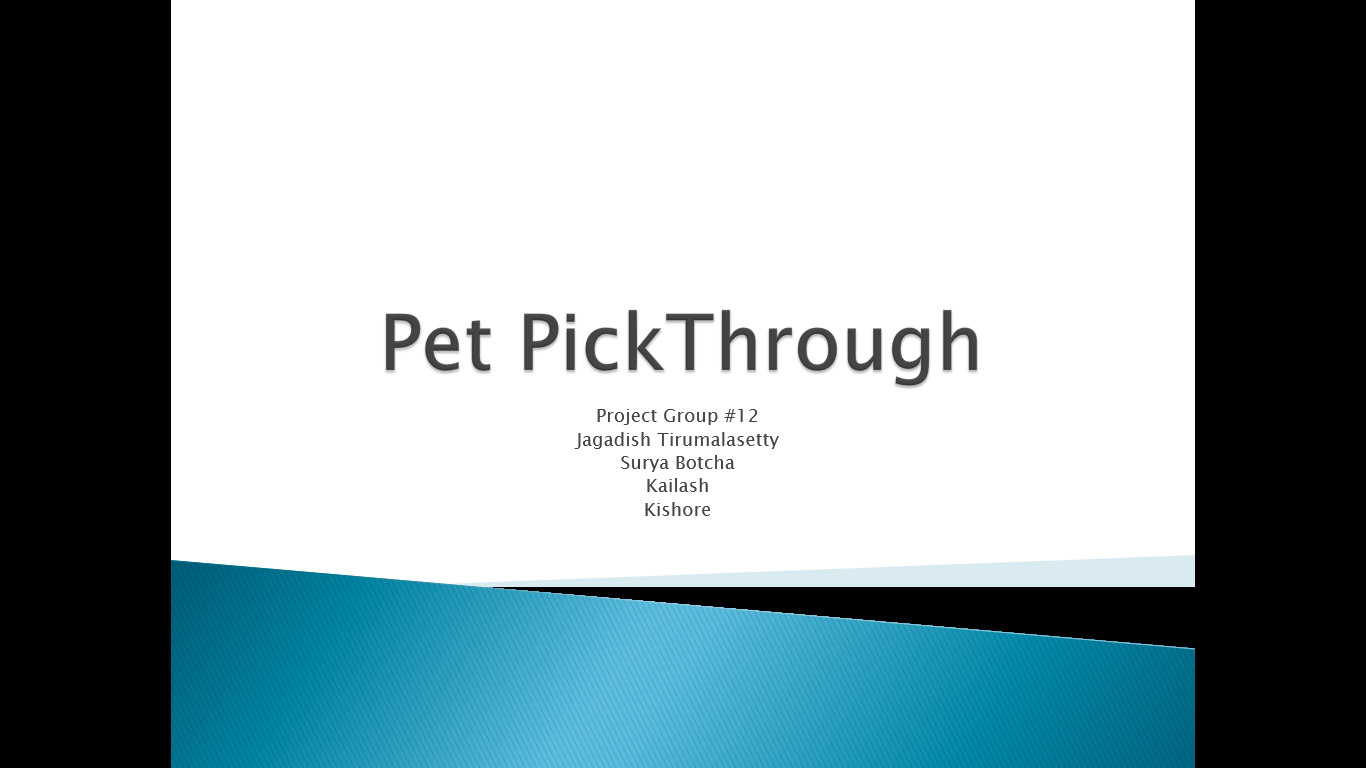 Pet PickThrough
Project Group #12
Jagadish Tirumalasetty
Surya Botcha
Kailash
Kishore